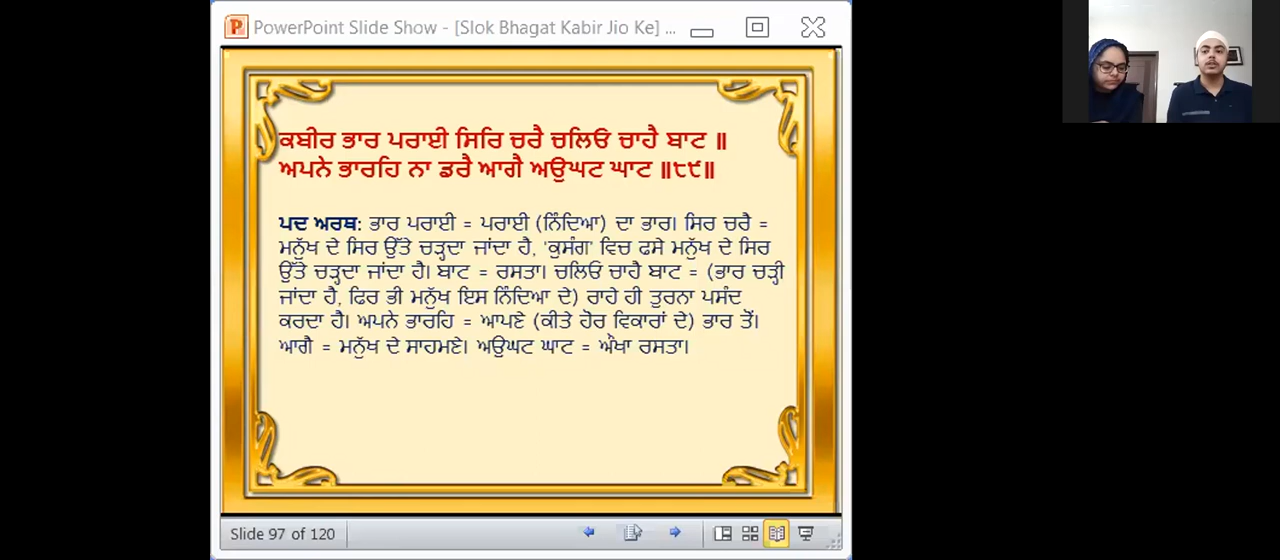 PowerPoint Slide Show - [Slok Bhagat Kabir Jio Ke] ...
ਕਬੀਰ ਭਾਰ ਪਰਾਈ ਸਿਰਿ ਚਰੈ ਚਲਿਓ ਚਾਹੈ ਬਾਟ ॥
ਅਪਨੇ ਭਾਰਹਿ ਨਾ ਡਰੈ ਆਗੈ ਅਉਘਟ ਘਾਟ ॥੮੯॥
ਪਦ ਅਰਥ: ਭਾਰ ਪਰਾਈ = ਪਰਾਈ (ਨਿੰਦਿਆ) ਦਾ ਭਾਰ। ਸਿਰ ਚਰੈ =
ਮਨੁੱਖ ਦੇ ਸਿਰ ਉੱਤੇ ਚੜ੍ਹਦਾ ਜਾਂਦਾ ਹੈ, 'ਕੁਸੰਗ' ਵਿਚ ਫਸੇ ਮਨੁੱਖ ਦੇ ਸਿਰ
ਉੱਤੇ ਚੜ੍ਹਦਾ ਜਾਂਦਾ ਹੈ। ਬਾਟ = ਰਸਤਾ। ਚਲਿਓ ਚਾਹੈ ਬਾਟ = (ਭਾਰ ਚੜ੍ਹੀ
ਜਾਂਦਾ ਹੈ, ਫਿਰ ਭੀ ਮਨੁੱਖ ਇਸ ਨਿੰਦਿਆ ਦੇ) ਰਾਹੇ ਹੀ ਤੁਰਨਾ ਪਸੰਦ
ਕਰਦਾ ਹੈ। ਅਪਨੇ ਭਾਰਹਿ = ਆਪਣੇ (ਕੀਤੇ ਹੋਰ ਵਿਕਾਰਾਂ ਦੇ) ਭਾਰ ਤੋਂ।
ਆਗੈ = ਮਨੁੱਖ ਦੇ ਸਾਹਮਣੇ। ਅਉਘਟ ਘਾਟ = ਔਖਾ ਰਸਤਾ।
Slide 97 of 120